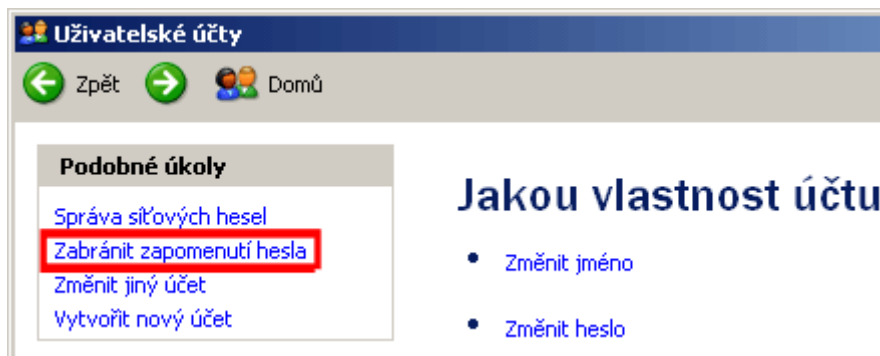 Uživatelské účty
Zpět Domů
Podobné úkoly
Správa síťových hesel
Zabránit zapomenutí hesla
Změnit jiný účet
Vytvořit nový účet
Jakou vlastnost účtu
Změnit jméno
Změnit heslo